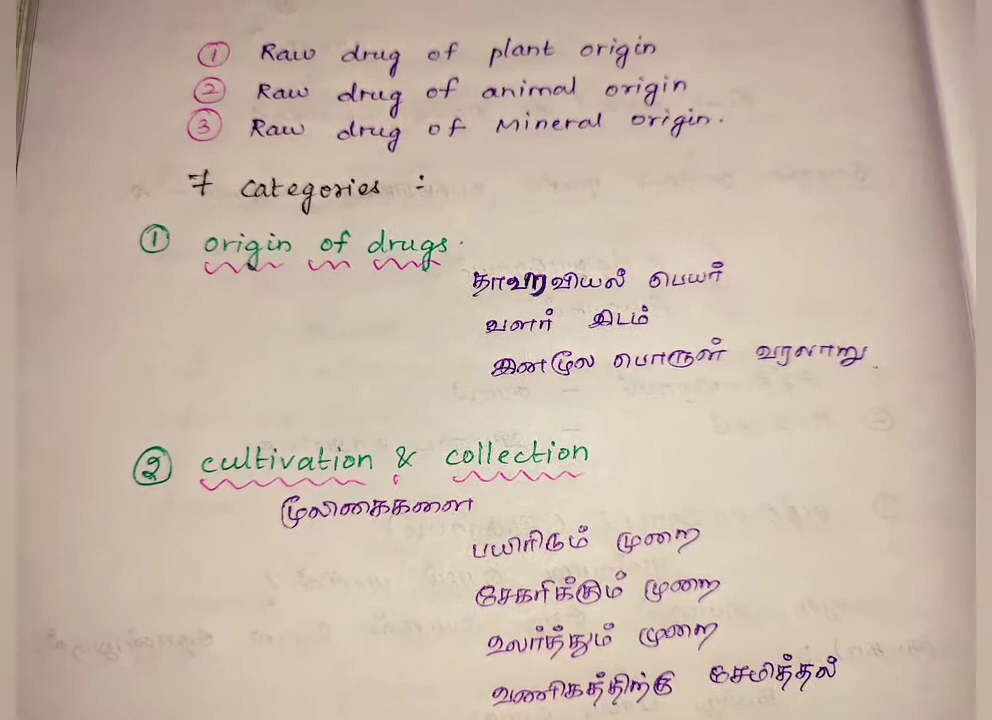 ① Raw drug of plant origin
② Raw drug of animal origin
③ Raw drug of Mineral origin.
7 categories :-
① origin of drugs.
தாவரவியல் பெயர்
வளர் இடம்
இனமூல பொருள் வரலாறு.
② cultivation & collection
மூலிகைகளை
பயிரிடும் முறை
சேகரிக்கும் முறை
உலர்த்தும் முறை
வணிகத்திற்கு சேமித்தல்